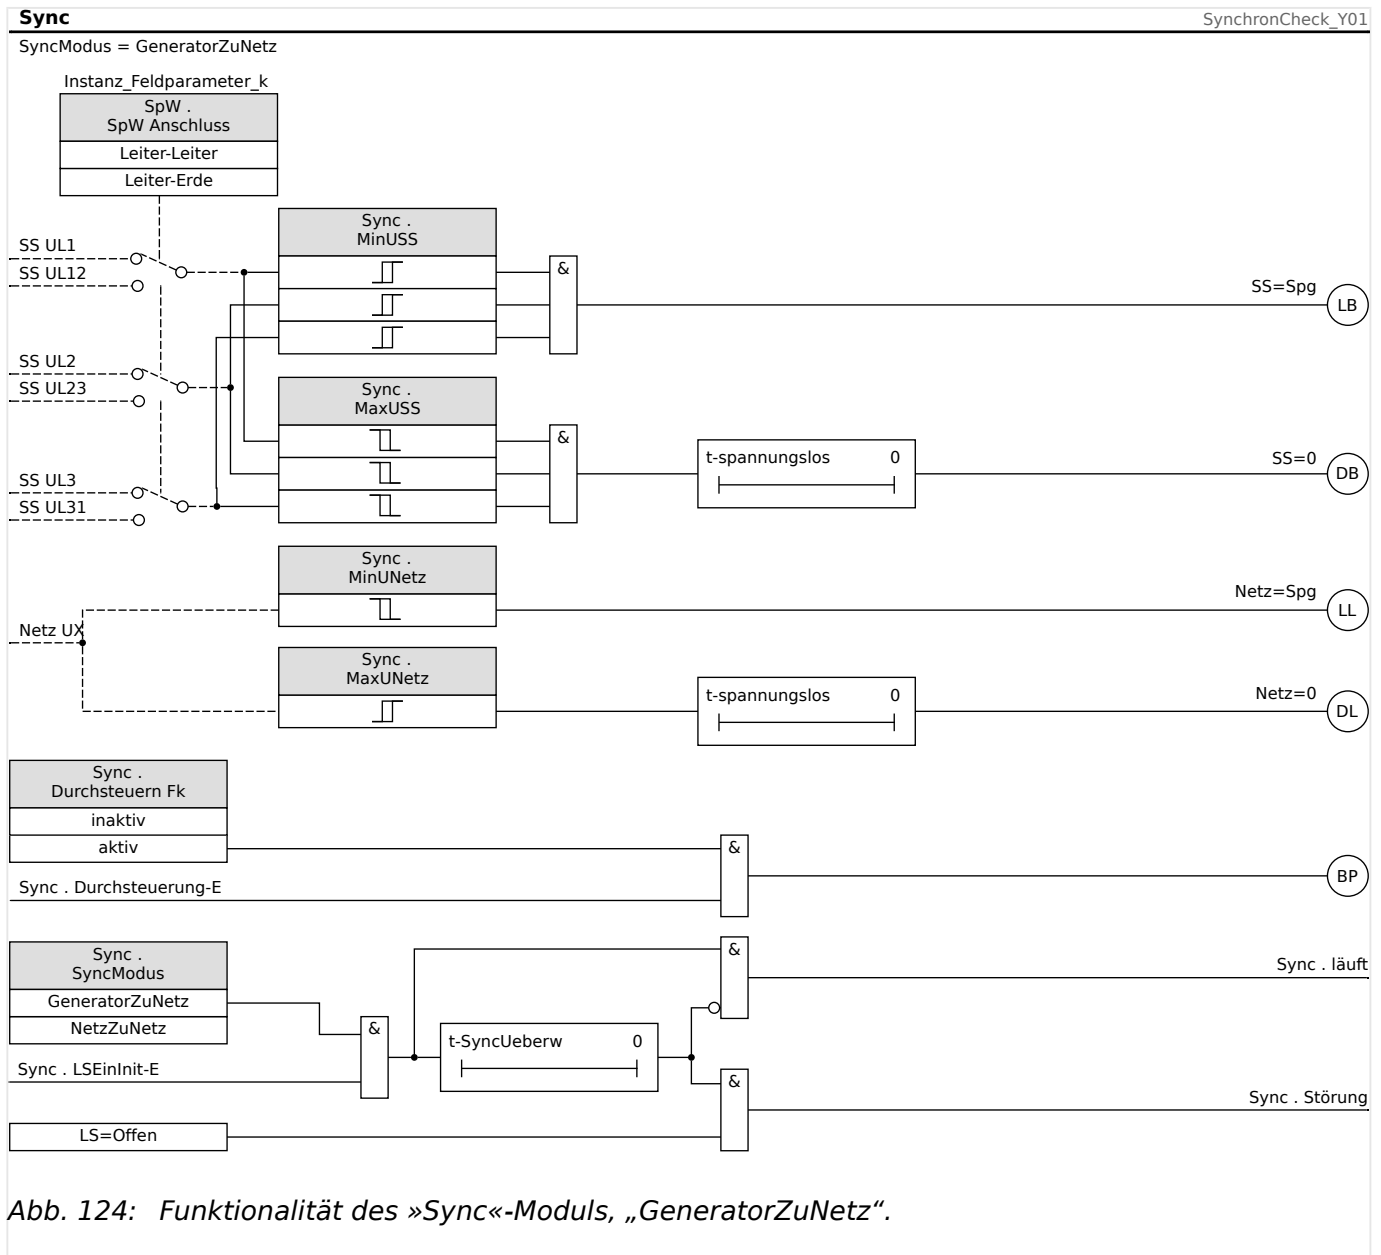 Sync
SynchronCheck_Y01
SyncModus = GeneratorZuNetz
Instanz_Feldparameter_k
SpW .
SpW Anschluss
Leiter-Leiter
Leiter-Erde
SS UL1
SS UL12
SS UL2
SS UL23
SS UL3
SS UL31
Sync .
MinUSS
&
SS=Spg
LB
Sync .
MaxUSS
&
t-spannungslos 0
SS=0
DB
Netz UX
Sync .
MinUNetz
Netz=Spg
LL
Sync .
MaxUNetz
t-spannungslos 0
Netz=0
DL
Sync .
Durchsteuern Fk
inaktiv
aktiv
Sync . Durchsteuerung-E
&
BP
Sync .
SyncModus
GeneratorZuNetz
NetzZuNetz
Sync . LSEinInit-E
&
t-SyncUeberw 0
&
Sync . läuft
&
Sync . Störung
LS=Offen
Abb. 124: Funktionalität des »Sync«-Moduls, „GeneratorZuNetz“.